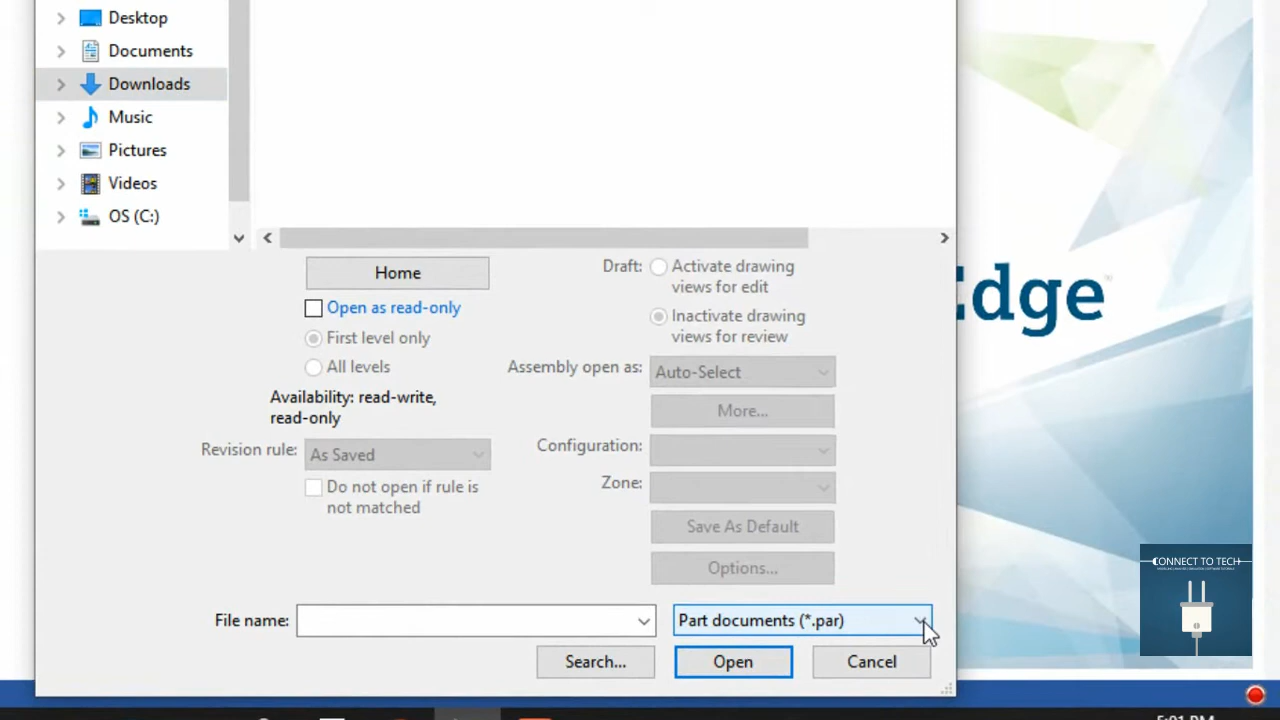 Desktop
Documents
Downloads
Music
Pictures
Videos
OS (C:)
Home
Open as read-only
First level only
All levels
Availability: read-write,
read-only
Revision rule: As Saved
Do not open if rule is
not matched
Draft: Activate drawing
views for edit
Inactivate drawing
views for review
Assembly open as: Auto-Select
More...
Configuration:
Zone:
Save As Default
Options...
File name: Part documents (*.par)
Search... Open Cancel
Edge
CONNECT TO TECH